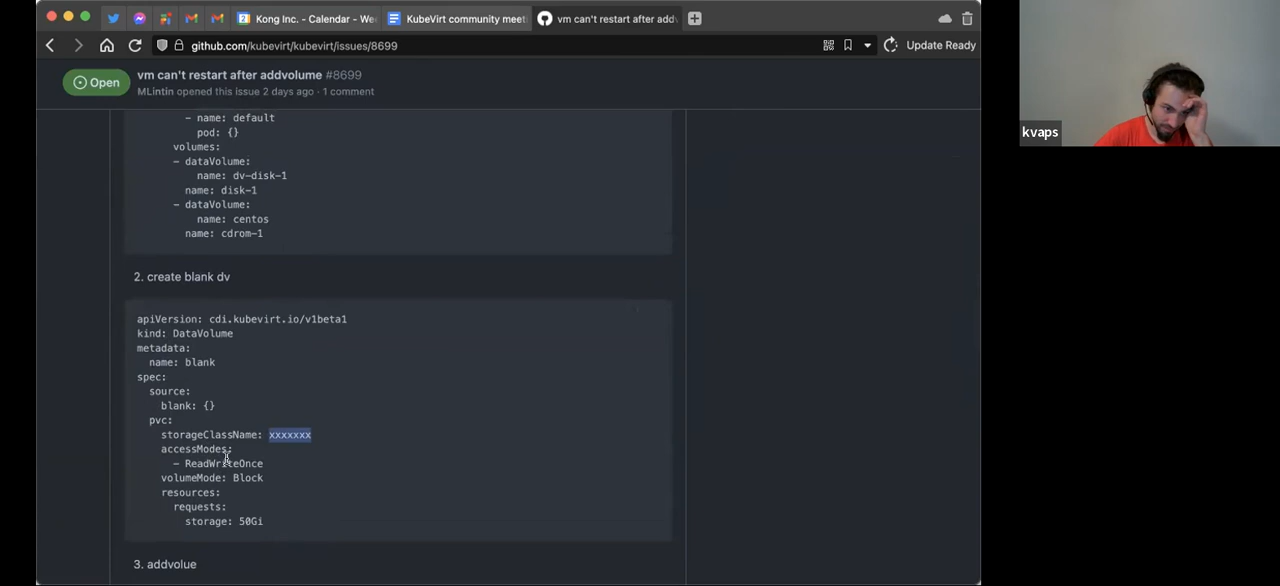 Kong Inc. - Calendar - We
KubeVirt community meet
vm can't restart after addv
github.com/kubevirt/kubevirt/issues/8699
Update Ready
Open
vm can't restart after addvolume #8699
MLintin opened this issue 2 days ago · 1 comment
- name: default
pod: {}
volumes:
- dataVolume:
name: dv-disk-1
name: disk-1
- dataVolume:
name: centos
name: cdrom-1
2. create blank dv
apiVersion: cdi.kubevirt.io/v1beta1
kind: DataVolume
metadata:
name: blank
spec:
source:
blank: {}
pvc:
storageClassName: xxxxxxx
accessModes:
- ReadWriteOnce
volumeMode: Block
resources:
requests:
storage: 50Gi
3. addvolue
kvaps